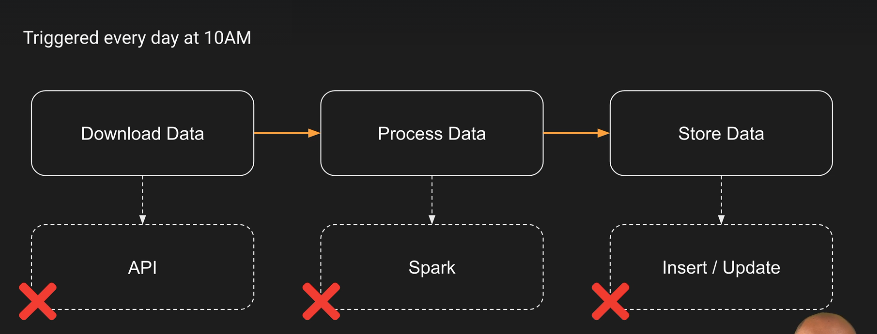 Triggered every day at 10AM
Download Data
Process Data
Store Data
API
Spark
Insert / Update